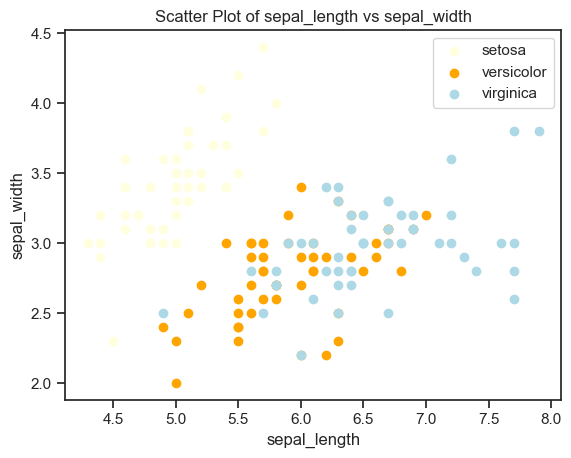 Scatter Plot of sepal_length vs sepal_width
setosa
versicolor
virginica
4.5
4.0
3.5
3.0
2.5
2.0
sepal_width
4.5 5.0 5.5 6.0 6.5 7.0 7.5 8.0
sepal_length